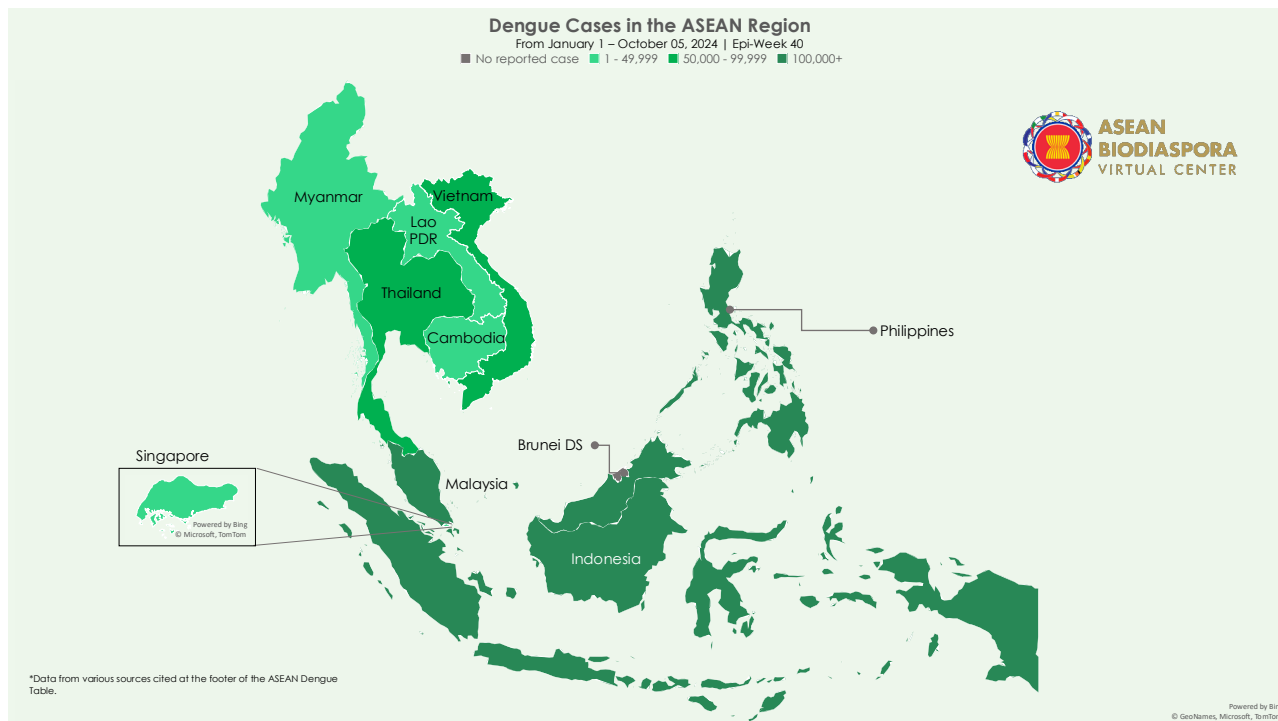 Dengue Cases in the ASEAN Region
From January 1 – October 05, 2024 | Epi-Week 40
No reported case 1 - 49,999 50,000 - 99,999 100,000+
ASEAN
BIODIASPORA
VIRTUAL CENTER
Myanmar
Vietnam
Lao
PDR
Thailand
Cambodia
Philippines
Brunei DS
Singapore
Malaysia
Powered by Bing
© Microsoft, TomTom
Indonesia
*Data from various sources cited at the footer of the ASEAN Dengue
Table.
Powered by Bin
© GeoNames, Microsoft, TomTom